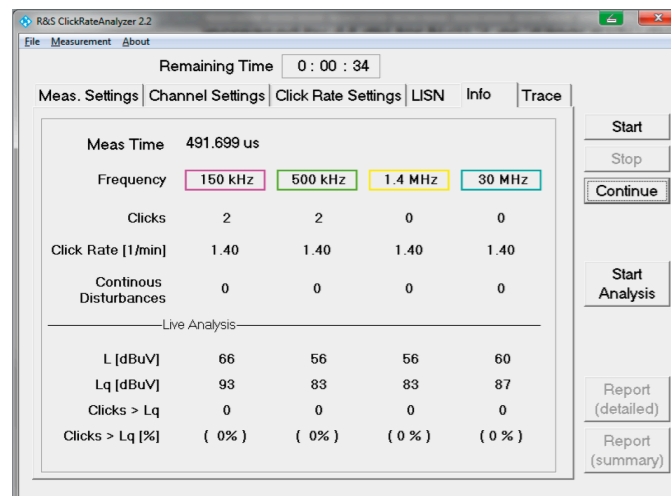 R&S ClickRateAnalyzer 2.2
File Measurement About
Remaining Time 0 : 00 : 34
Meas. Settings Channel Settings Click Rate Settings LISN Info Trace
Meas Time 491.699 us
Frequency 150 kHz 500 kHz 1.4 MHz 30 MHz
Clicks 2 2 0 0
Click Rate [1/min] 1.40 1.40 1.40 1.40
Continous
Disturbances 0 0 0 0
Live Analysis
L [dBuV] 66 56 56 60
Lq [dBuV] 93 83 83 87
Clicks > Lq 0 0 0 0
Clicks > Lq [%] ( 0% ) ( 0% ) ( 0 % ) ( 0 % )
Start
Stop
Continue
Start
Analysis
Report
(detailed)
Report
(summary)